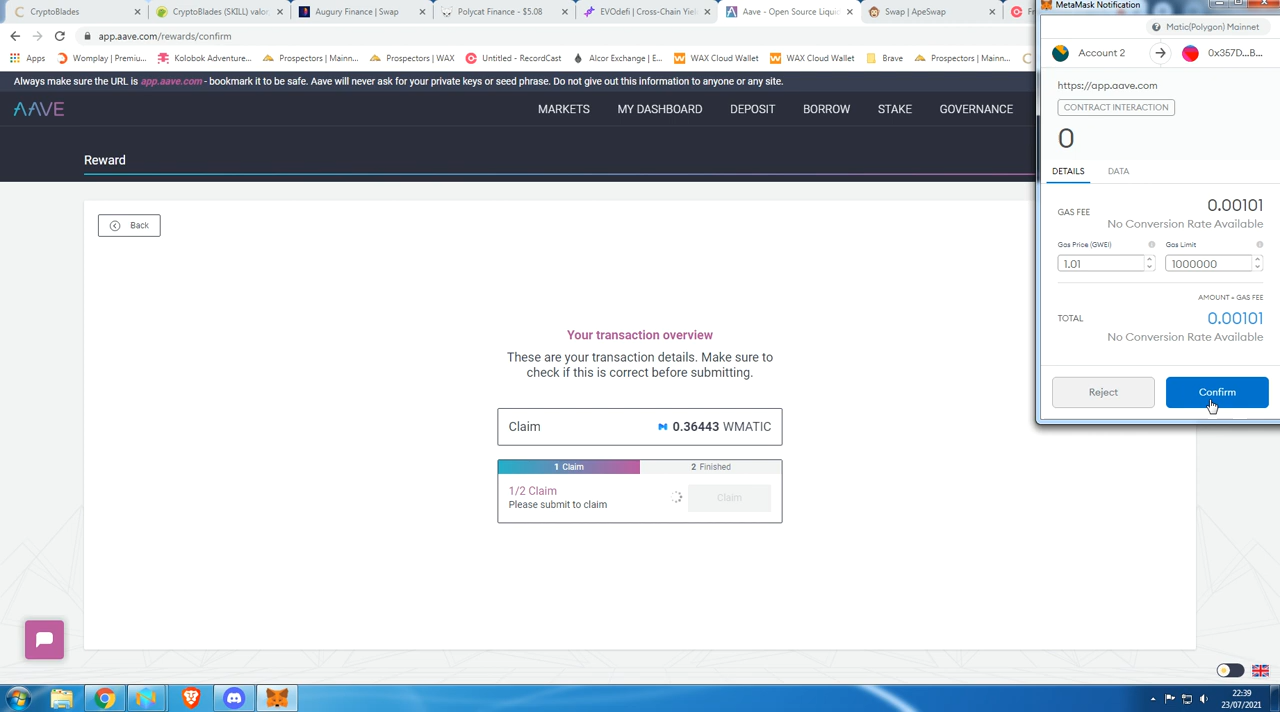 CryptoBlades
CryptoBlades (SKILL) valor
Augury Finance | Swap
Polycat Finance - $5.08
EVOdefi | Cross-Chain Yiel
Aave - Open Source Liquid
Swap | ApeSwap
MetaMask Notification
app.aave.com/rewards/confirm
Apps
Womplay | Premiu...
Kolobok Adventure...
Prospectors | Mainn...
Prospectors | WAX
Untitled - RecordCast
Alcor Exchange | E...
WAX Cloud Wallet
WAX Cloud Wallet
Brave
Prospectors | Mainn...
Always make sure the URL is app.aave.com - bookmark it to be safe. Aave will never ask for your private keys or seed phrase. Do not give out this information to anyone or any site.
AAVE
MARKETS
MY DASHBOARD
DEPOSIT
BORROW
STAKE
GOVERNANCE
Reward
Back
Your transaction overview
These are your transaction details. Make sure to
check if this is correct before submitting.
Claim
0.36443 WMATIC
1 Claim
2 Finished
1/2 Claim
Please submit to claim
Claim
Matic(Polygon) Mainnet
Account 2
0x357D...B...
https://app.aave.com
CONTRACT INTERACTION
0
DETAILS
DATA
GAS FEE
0.00101
No Conversion Rate Available
Gas Price (GWEI)
Gas Limit
1.01
1000000
AMOUNT + GAS FEE
TOTAL
0.00101
No Conversion Rate Available
Reject
Confirm
22:39
23/07/2021